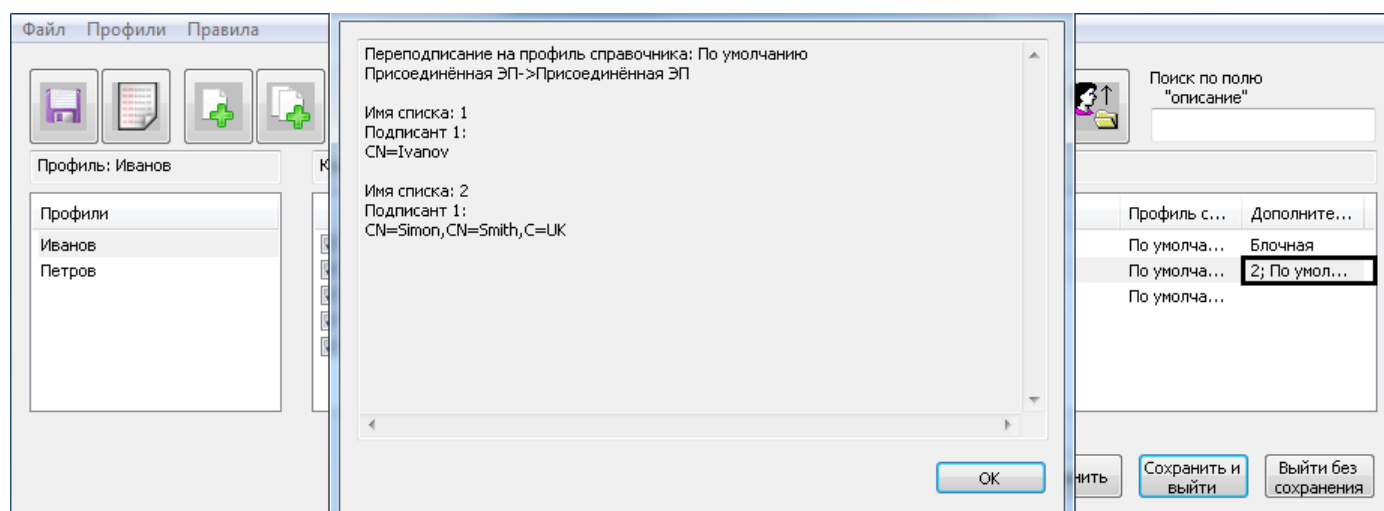 Файл Профили Правила
Переподписание на профиль справочника: По умолчанию
Присоединённая ЭП->Присоединённая ЭП
Имя списка: 1
Подписант 1:
CN=Ivanov
Имя списка: 2
Подписант 1:
CN=Simon,CN=Smith,C=UK
OK
Поиск по полю
"описание"
Профиль: Иванов
К
Профили
Иванов
Петров
Профиль с... Дополните...
По умолча... Блочная
По умолча... 2; По умол...
По умолча...
нить
Сохранить и
выйти
Выйти без
сохранения